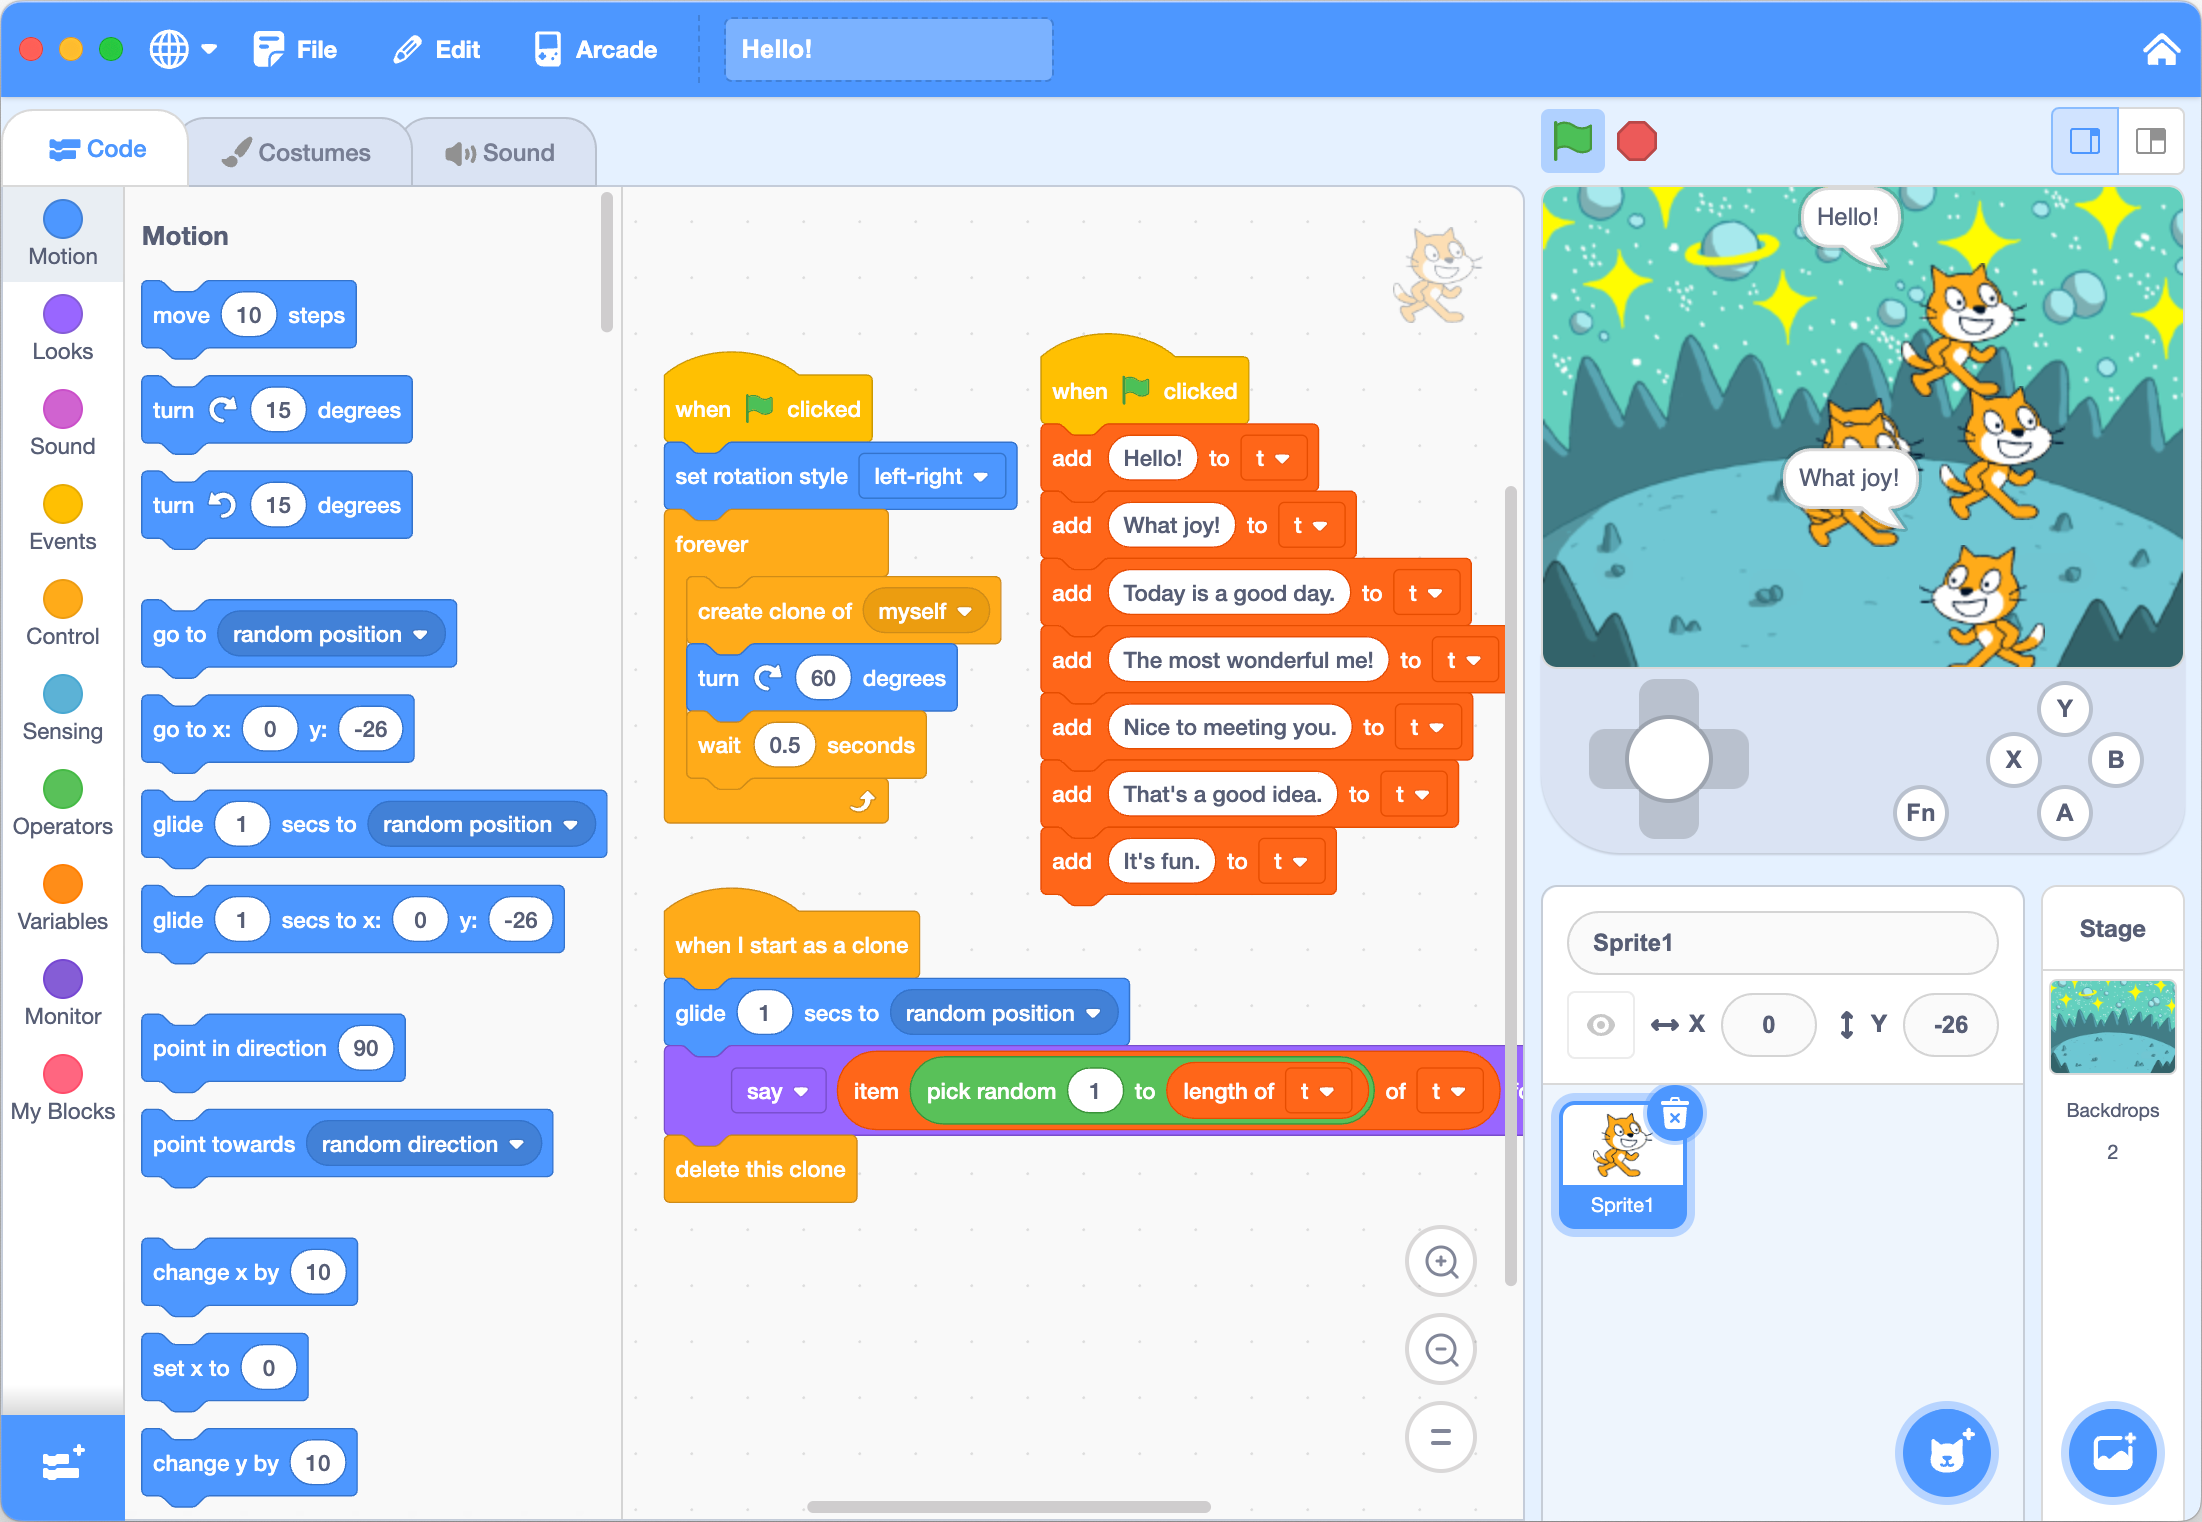 File
Edit
Arcade
Hello!
Code
Costumes
Sound
Motion
Looks
Sound
Events
Control
Sensing
Operators
Variables
Monitor
My Blocks
Motion
move 10 steps
turn 15 degrees
turn 15 degrees
go to random position
go to x: 0 y: -26
glide 1 secs to random position
glide 1 secs to x: 0 y: -26
point in direction 90
point towards random direction
change x by 10
set x to 0
change y by 10
when clicked
set rotation style left-right
forever
create clone of myself
turn 60 degrees
wait 0.5 seconds
when clicked
add Hello! to t
add What joy! to t
add Today is a good day. to t
add The most wonderful me! to t
add Nice to meeting you. to t
add That's a good idea. to t
add It's fun. to t
when I start as a clone
glide 1 secs to random position
say item pick random 1 to length of t of t
delete this clone
Hello!
What joy!
Y
X
B
Fn
A
Sprite1
X 0 Y -26
Sprite1
Stage
Backdrops
2